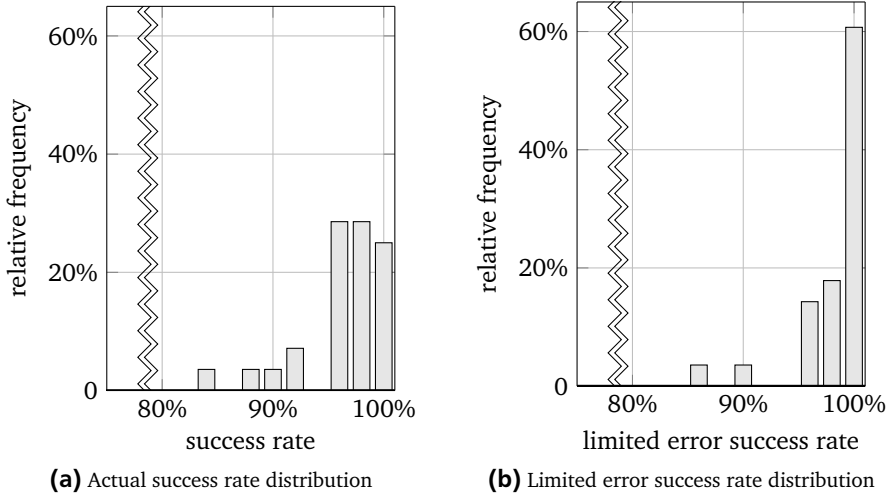 60%
40%
20%
0
80%
90%
100%
relative frequency
success rate
(a) Actual success rate distribution
60%
40%
20%
0
80%
90%
100%
relative frequency
limited error success rate
(b) Limited error success rate distribution